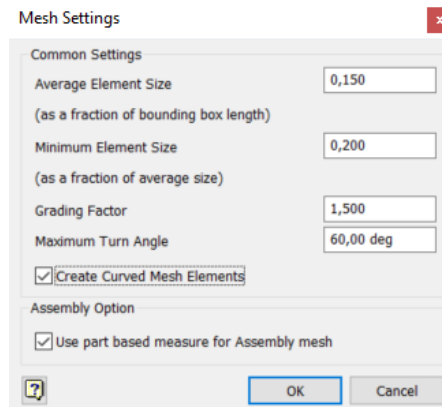 Mesh Settings
x
Common Settings
Average Element Size 0,150
(as a fraction of bounding box length)
Minimum Element Size 0,200
(as a fraction of average size)
Grading Factor 1,500
Maximum Turn Angle 60,00 deg
Create Curved Mesh Elements
Assembly Option
Use part based measure for Assembly mesh
? OK Cancel